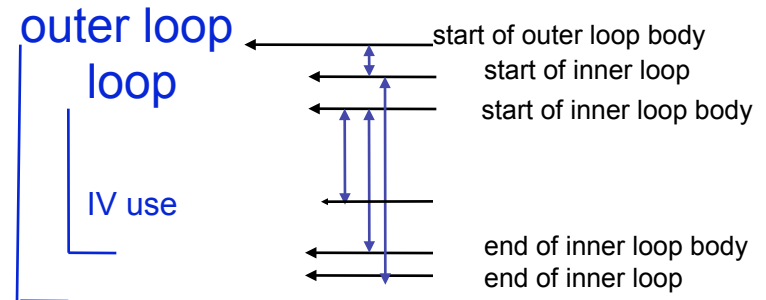 outer loop
start of outer loop body
loop
start of inner loop
start of inner loop body
IV use
end of inner loop body
end of inner loop